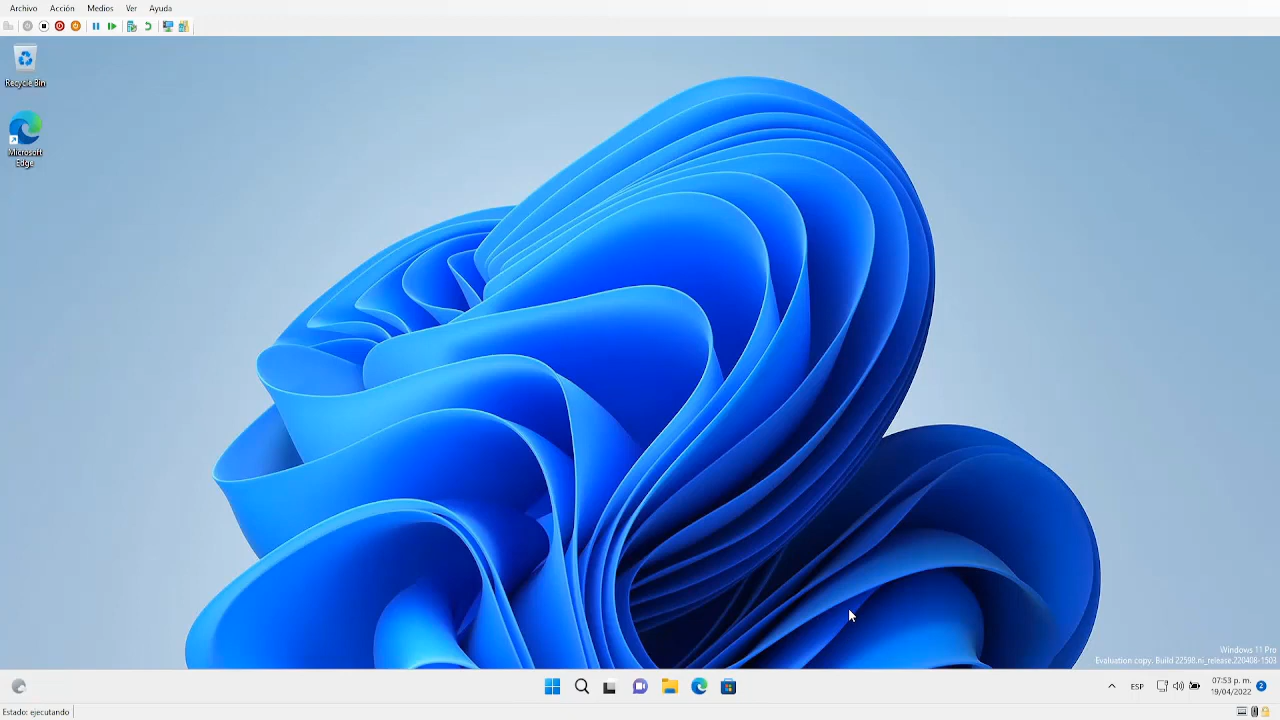 Archivo Acción Medios Ver Ayuda
Recycle Bin
Microsoft
Edge
Windows 11 Pro
Evaluation copy. Build 22598.ni_release.220408-1503
ESP
07:53 p. m.
19/04/2022
2
Estado: ejecutando